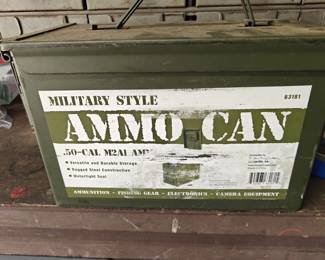 MILITARY STYLE
63181
AMMO CAN
.50-CAL M2A1 AMM
Versatile and Durable Storage
Rugged Steel Construction
Watertight Seal
AMMUNITION - FISHING GEAR - ELECTRONICS - CAMERA EQUIPMENT